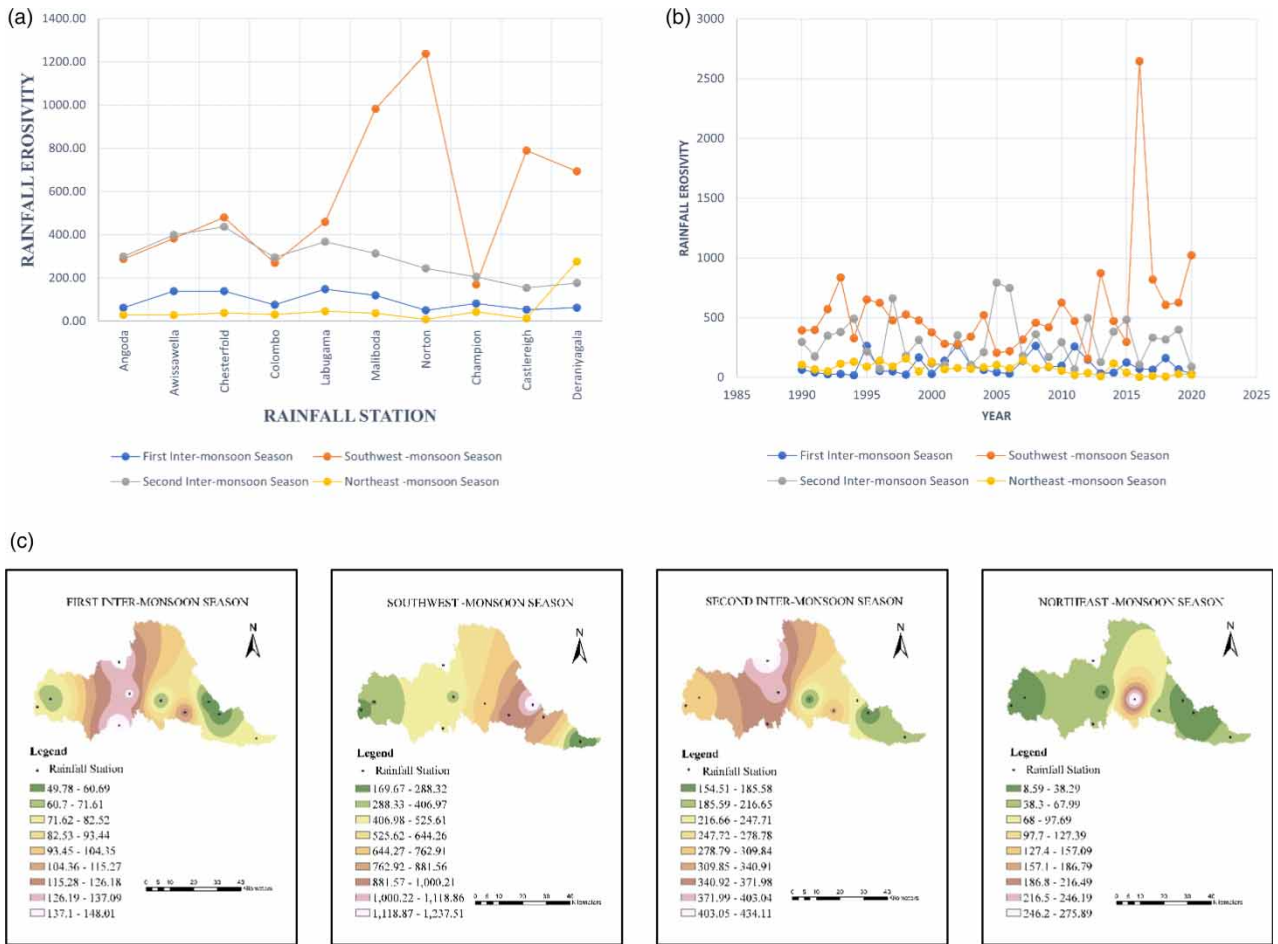 (a)
1400.00
1200.00
1000.00
800.00
600.00
400.00
200.00
0.00
RAINFALL EROSIVITY
Angoda
Awissawella
Chesterfold
Colombo
Labugama
Maliboda
Norton
Champion
Castlereigh
Deraniyagala
RAINFALL STATION
First Inter-monsoon Season
Southwest -monsoon Season
Second Inter-monsoon Season
Northeast -monsoon Season
(b)
3000
2500
2000
1500
1000
500
0
RAINFALL EROSIVITY
1985
1990
1995
2000
2005
2010
2015
2020
2025
YEAR
First Inter-monsoon Season
Southwest -monsoon Season
Second Inter-monsoon Season
Northeast -monsoon Season
(c)
FIRST INTER-MONSOON SEASON
N
Legend
Rainfall Station
49.78 - 60.69
60.7 - 71.61
71.62 - 82.52
82.53 - 93.44
93.45 - 104.35
104.36 - 115.27
115.28 - 126.18
126.19 - 137.09
137.1 - 148.01
SOUTHWEST -MONSOON SEASON
N
Legend
Rainfall Station
169.67 - 288.32
288.33 - 406.97
406.98 - 525.61
525.62 - 644.26
644.27 - 762.91
762.92 - 881.56
881.57 - 1,000.21
1,000.22 - 1,118.86
1,118.87 - 1,237.51
SECOND INTER-MONSOON SEASON
N
Legend
Rainfall Station
154.51 - 185.58
185.59 - 216.65
216.66 - 247.71
247.72 - 278.78
278.79 - 309.84
309.85 - 340.91
340.92 - 371.98
371.99 - 403.04
403.05 - 434.11
NORTHEAST -MONSOON SEASON
N
Legend
Rainfall Station
8.59 - 38.29
38.3 - 67.99
68 - 97.69
97.7 - 127.39
127.4 - 157.09
157.1 - 186.79
186.8 - 216.49
216.5 - 246.19
246.2 - 275.89